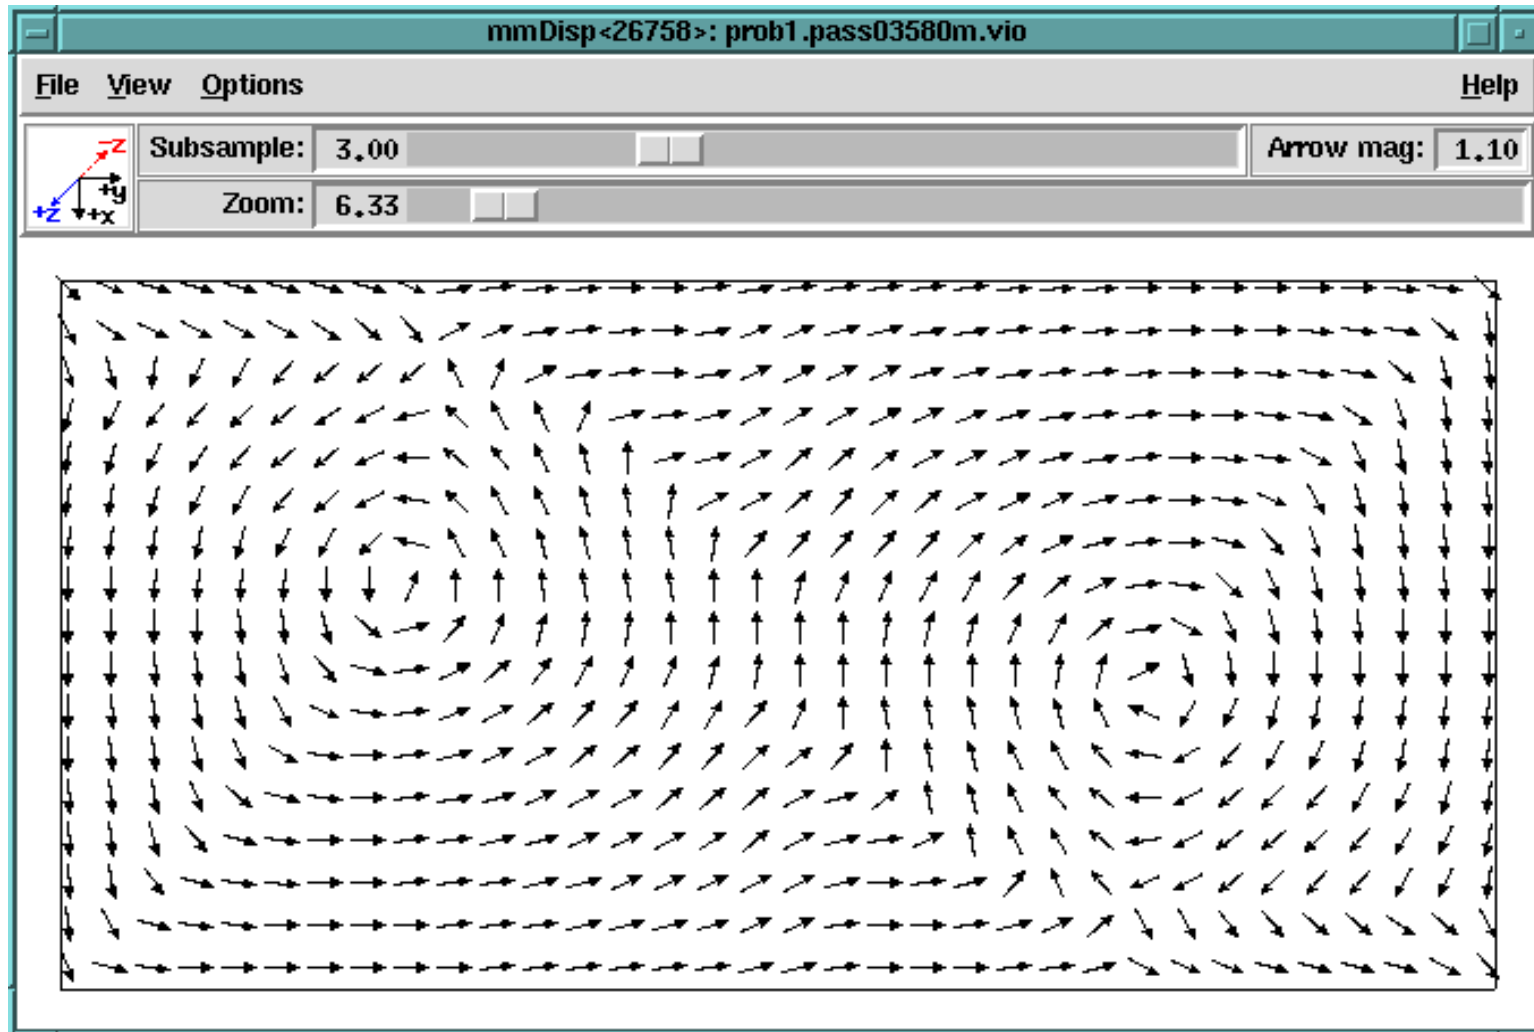 mmDisp<26758>: prob1.pass03580m.vio
File View Options Help
-z
+y
+z +x
Subsample: 3.00 Arrow mag: 1.10
Zoom: 6.33